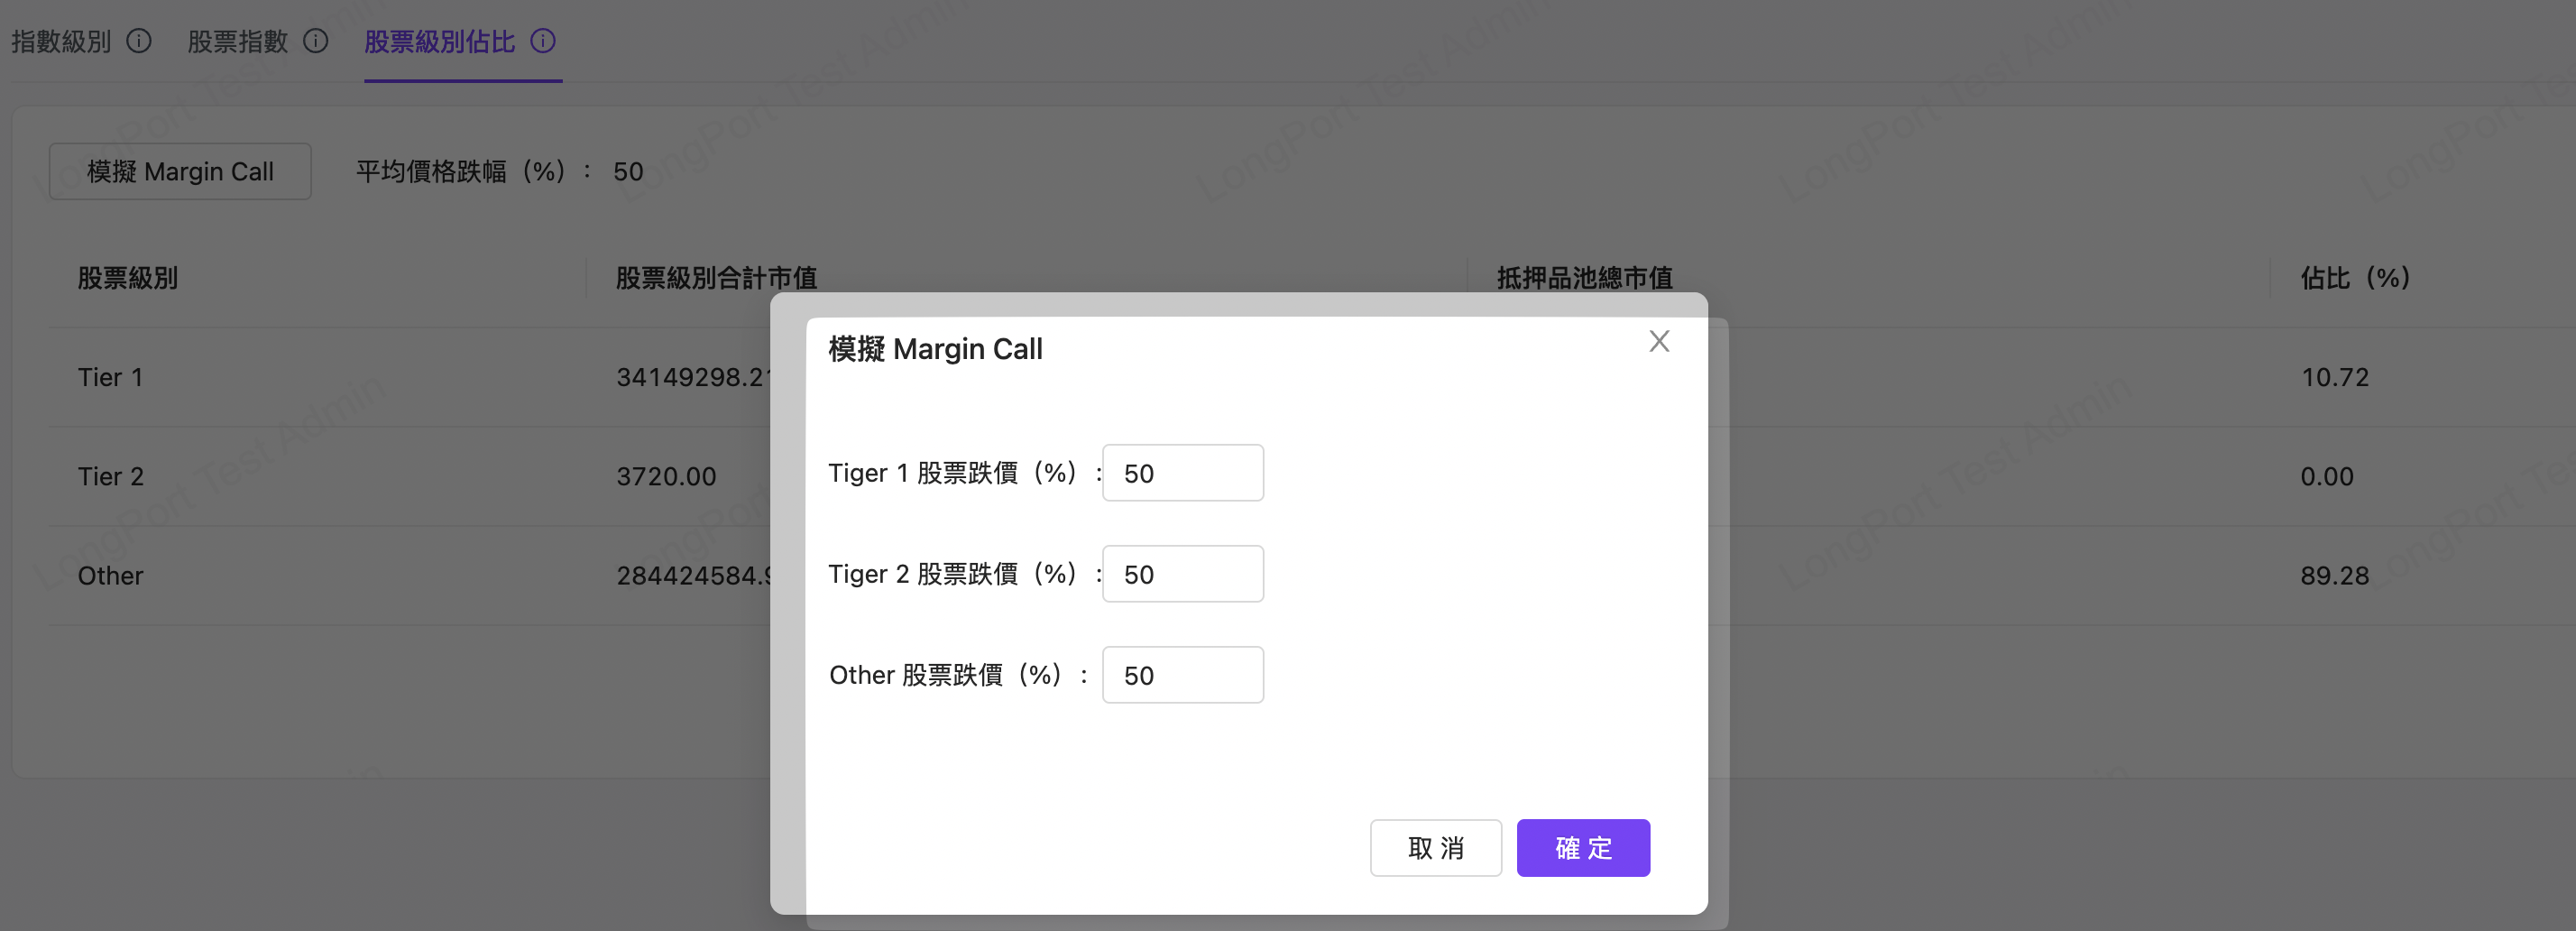 指數級別 股票指數 股票級別佔比
模擬 Margin Call 平均價格跌幅（%）： 50
股票級別 股票級別合計市值 抵押品池總市值 佔比（%）
Tier 1 34149298.21 10.72
Tier 2 3720.00 0.00
Other 284424584.9 89.28
模擬 Margin Call
Tiger 1 股票跌價（%）: 50
Tiger 2 股票跌價（%）: 50
Other 股票跌價（%）： 50
取 消 確 定
LongPort Test Admin